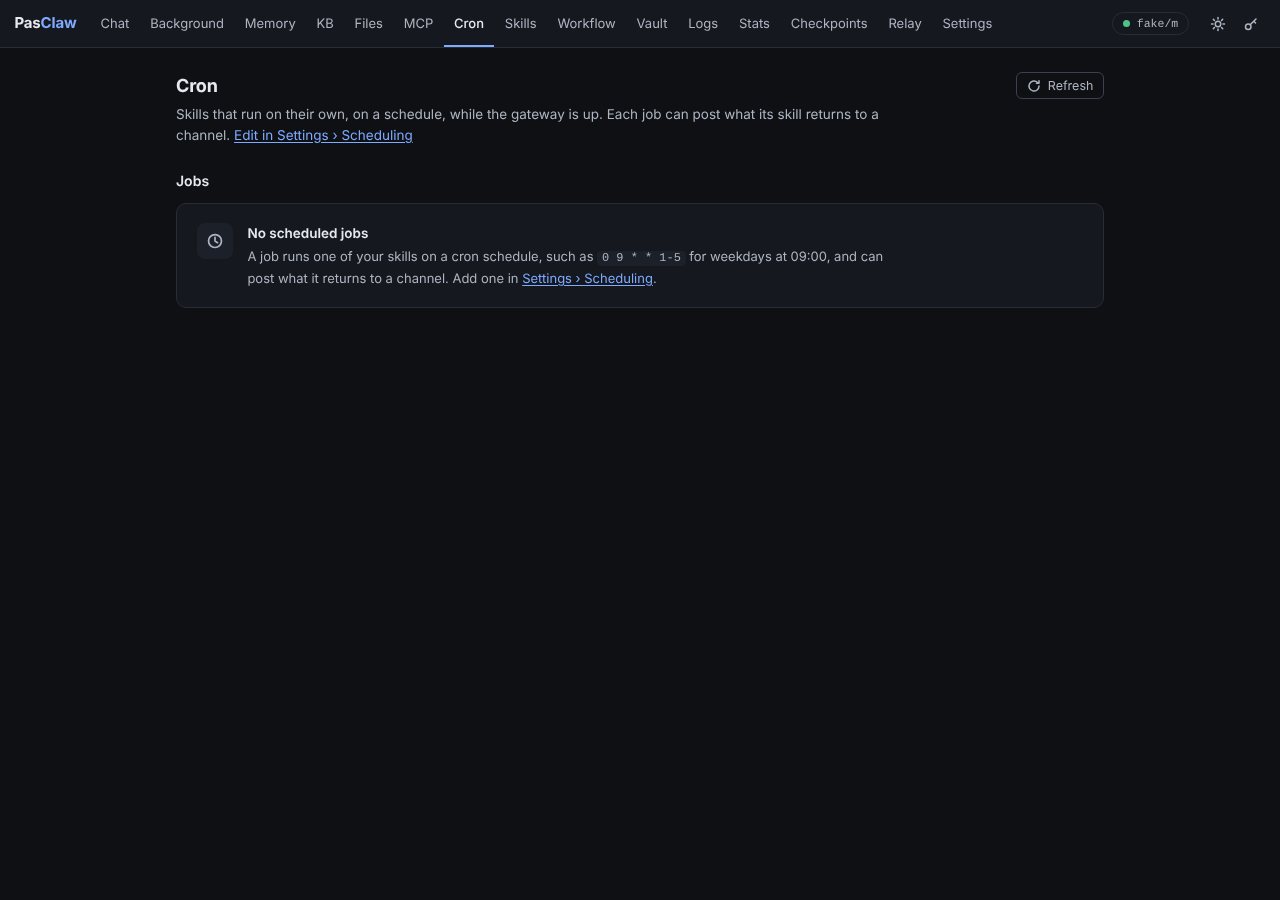 PasClaw Chat Background Memory KB Files MCP Cron Skills Workflow Vault Logs Stats Checkpoints Relay Settings fake/m
Cron
Refresh
Skills that run on their own, on a schedule, while the gateway is up. Each job can post what its skill returns to a
channel. Edit in Settings › Scheduling
Jobs
No scheduled jobs
A job runs one of your skills on a cron schedule, such as 0 9 * * 1-5 for weekdays at 09:00, and can
post what it returns to a channel. Add one in Settings › Scheduling.